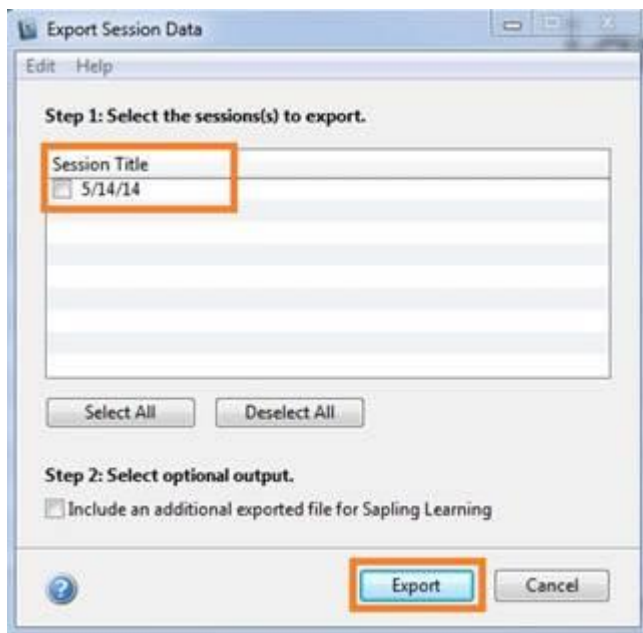 Export Session Data
Edit Help
Step 1: Select the sessions(s) to export.
Session Title
5/14/14
Select All Deselect All
Step 2: Select optional output.
Include an additional exported file for Sapling Learning
Export Cancel